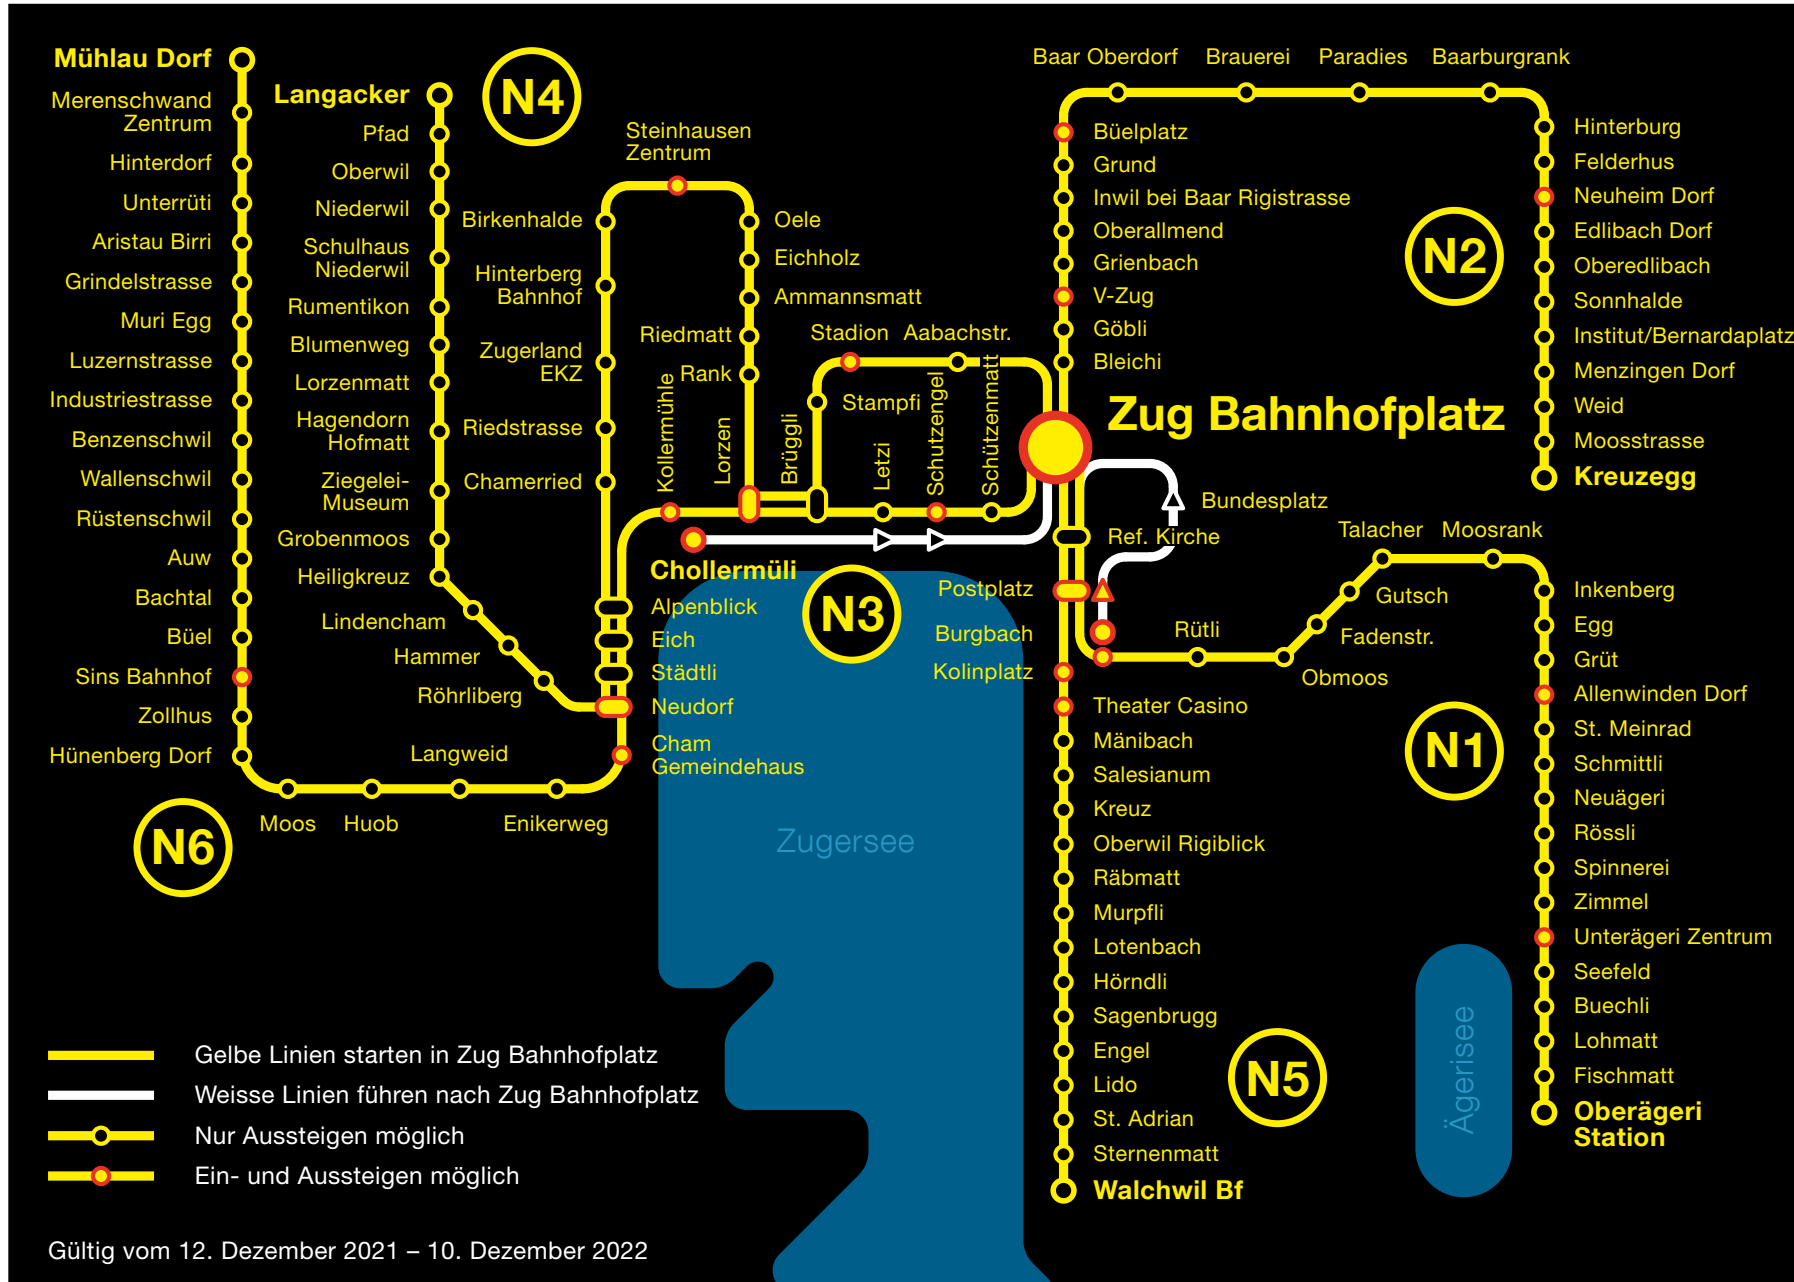 Mühlau Dorf
Merenschwand
Zentrum
Hinterdorf
Unterrüti
Aristau Birri
Grindelstrasse
Muri Egg
Luzernstrasse
Industriestrasse
Benzenschwil
Wallenschwil
Rüstenschwil
Auw
Bachtal
Büel
Sins Bahnhof
Zollhus
Hünenberg Dorf
Moos
Huob
Langweid
Enikerweg
N6
Langacker
N4
Pfad
Oberwil
Niederwil
Schulhaus
Niederwil
Rumentikon
Blumenweg
Lorzenmatt
Hagendorn
Hofmatt
Ziegelei-
Museum
Grobenmoos
Heiligkreuz
Lindencham
Hammer
Röhrliberg
Steinhausen
Zentrum
Birkenhalde
Hinterberg
Bahnhof
Zugerland
EKZ
Riedstrasse
Chamerried
Oele
Eichholz
Ammannsmatt
Riedmatt
Rank
Kollermühle
Lorzen
Brüggli
Stadion
Aabachstr.
Stampfi
Letzi
Schutzengel
Schützenmatt
Chollermüli
N3
Alpenblick
Eich
Städtli
Neudorf
Cham
Gemeindehaus
Zugersee
Baar Oberdorf
Brauerei
Paradies
Baarburgrank
Büelplatz
Grund
Inwil bei Baar Rigistrasse
Oberallmend
Grienbach
V-Zug
Göbli
Bleichi
N2
Hinterburg
Felderhus
Neuheim Dorf
Edlibach Dorf
Oberedlibach
Sonnhalde
Institut/Bernardaplatz
Menzingen Dorf
Weid
Moosstrasse
Kreuzegg
Zug Bahnhofplatz
Bundesplatz
Ref. Kirche
Postplatz
Burgbach
Kolinplatz
Rütli
Obmoos
Fadenstr.
Gutsch
Talacher
Moosrank
Inkenberg
Egg
Grüt
Allenwinden Dorf
St. Meinrad
Schmittli
Neuägeri
Rössli
Spinnerei
Zimmel
Unterägeri Zentrum
Seefeld
Buechli
Lohmatt
Fischmatt
Oberägeri
Station
N1
Ägerisee
Theater Casino
Mänibach
Salesianum
Kreuz
Oberwil Rigiblick
Räbmatt
Murpfli
Lotenbach
Hörndli
Sagenbrugg
Engel
Lido
St. Adrian
Sternenmatt
Walchwil Bf
N5
Gelbe Linien starten in Zug Bahnhofplatz
Weisse Linien führen nach Zug Bahnhofplatz
Nur Aussteigen möglich
Ein- und Aussteigen möglich
Gültig vom 12. Dezember 2021 – 10. Dezember 2022